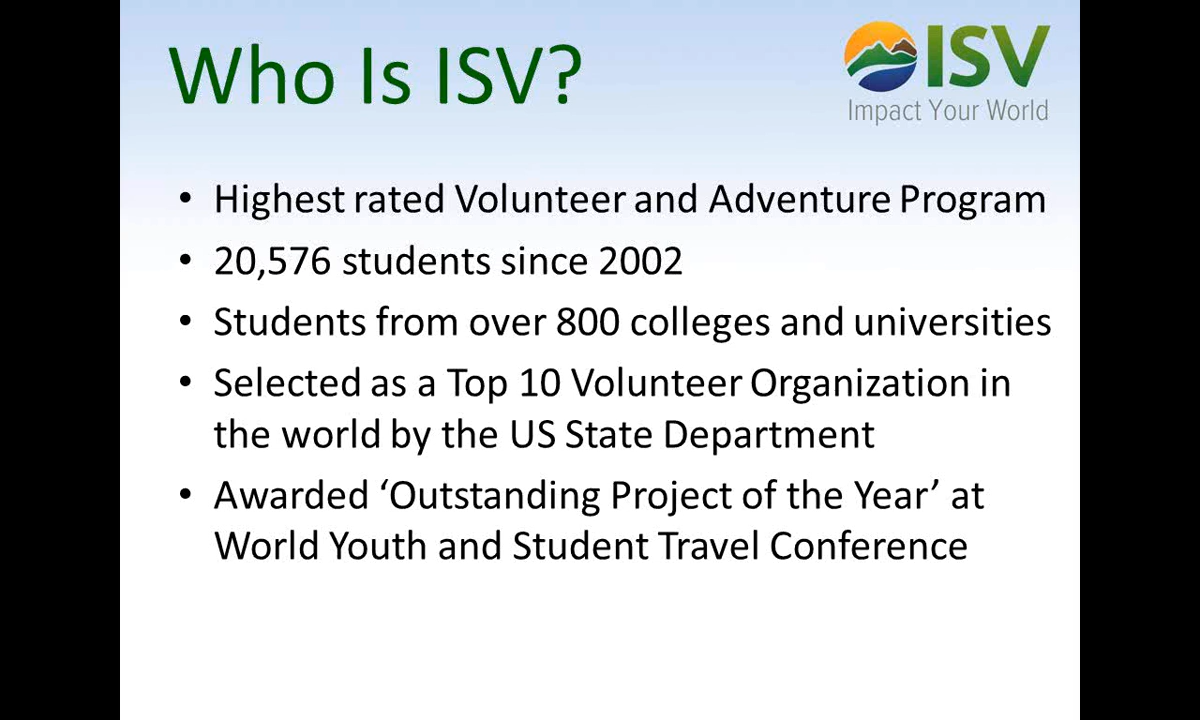 Who Is ISV?
ISV
Impact Your World
• Highest rated Volunteer and Adventure Program
• 20,576 students since 2002
• Students from over 800 colleges and universities
• Selected as a Top 10 Volunteer Organization in
the world by the US State Department
• Awarded ‘Outstanding Project of the Year’ at
World Youth and Student Travel Conference